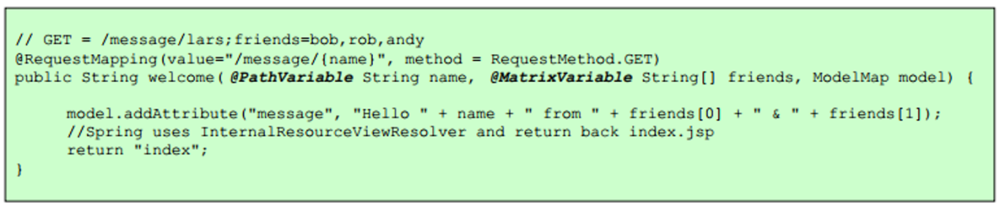 // GET = /message/lars;friends=bob,rob,andy
@RequestMapping(value="/message/{name}", method = RequestMethod.GET)
public String welcome( @PathVariable String name, @MatrixVariable String[] friends, ModelMap model) {
model.addAttribute("message", "Hello " + name + " from " + friends[0] + " & " + friends[1]);
//Spring uses InternalResourceViewResolver and return back index.jsp
return "index";
}